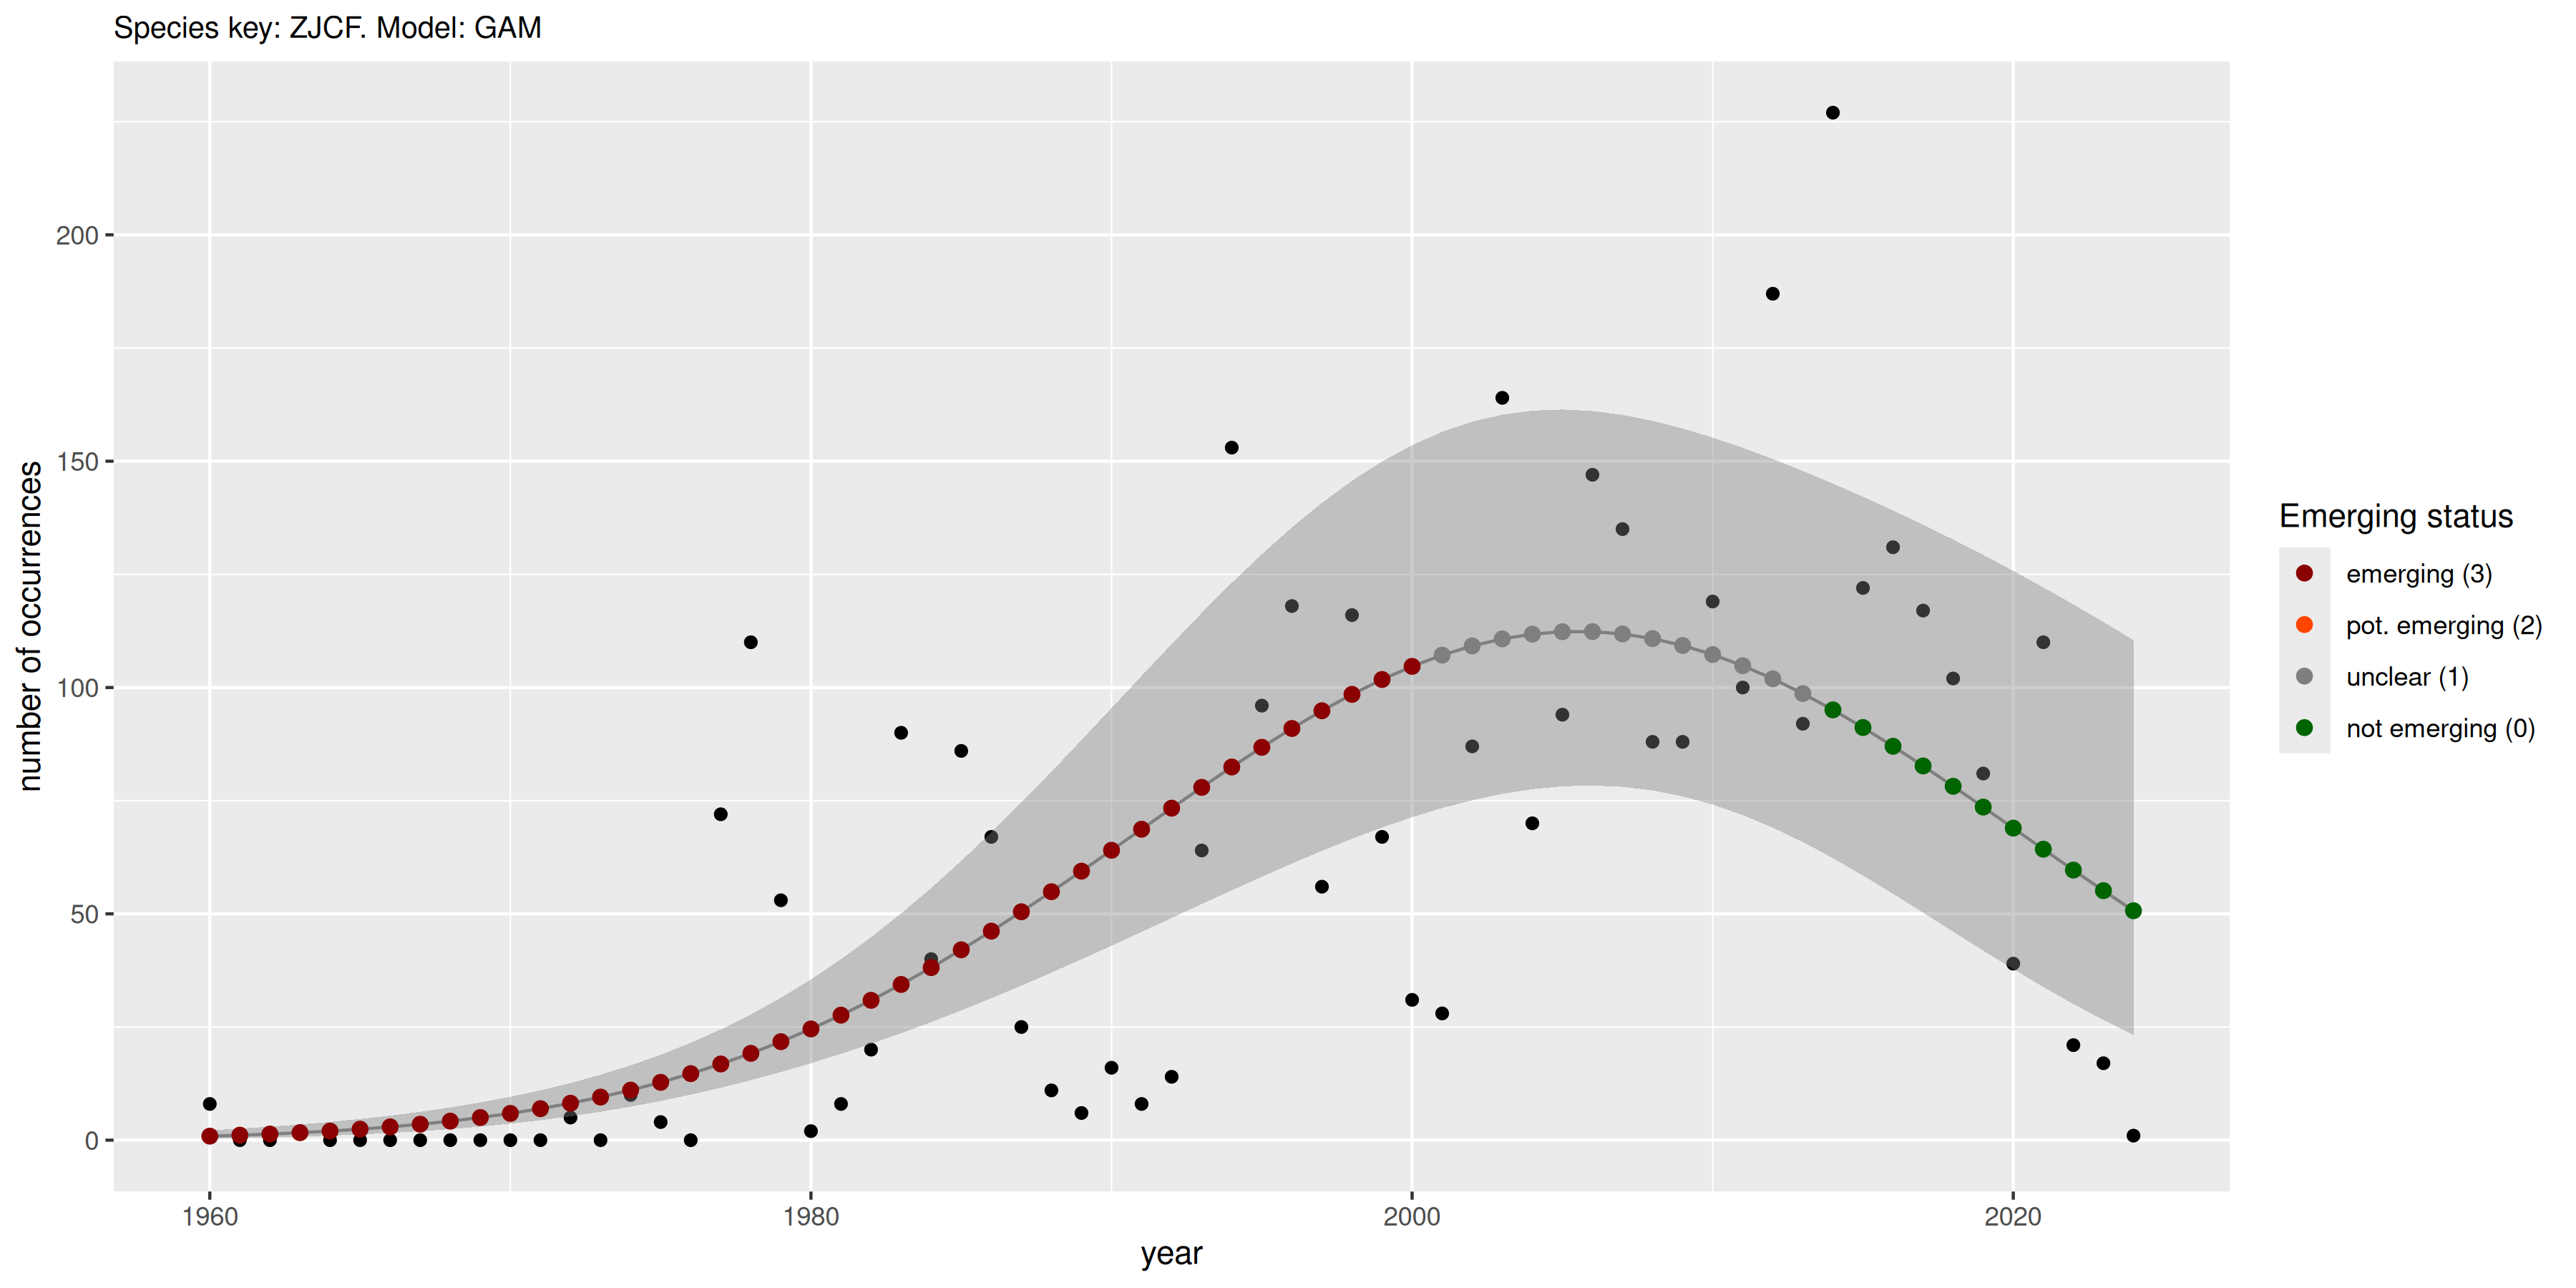 Species key: ZJCF. Model: GAM
number of occurrences
200
150
100
50
0
1960
1980
2000
2020
year
Emerging status
emerging (3)
pot. emerging (2)
unclear (1)
not emerging (0)